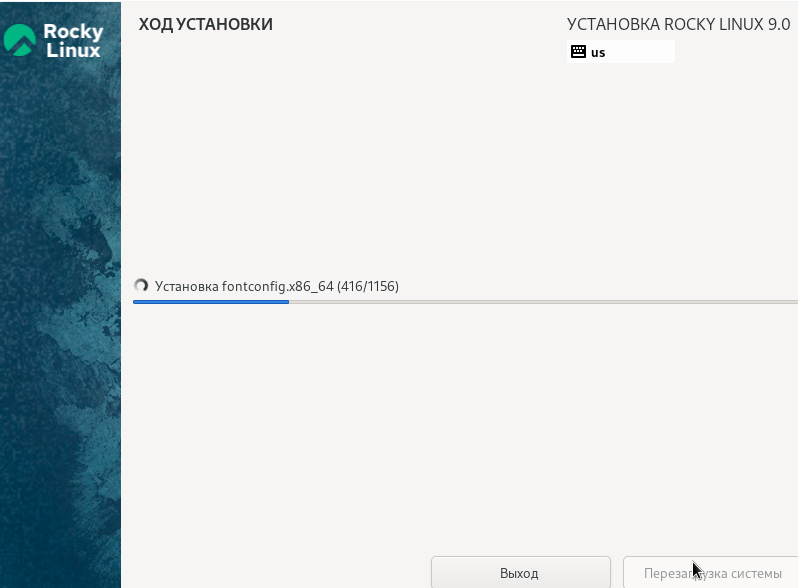 Rocky
Linux
ХОД УСТАНОВКИ
УСТАНОВКА ROCKY LINUX 9.0
us
Установка fontconfig.x86_64 (416/1156)
Выход
Перезагрузка системы